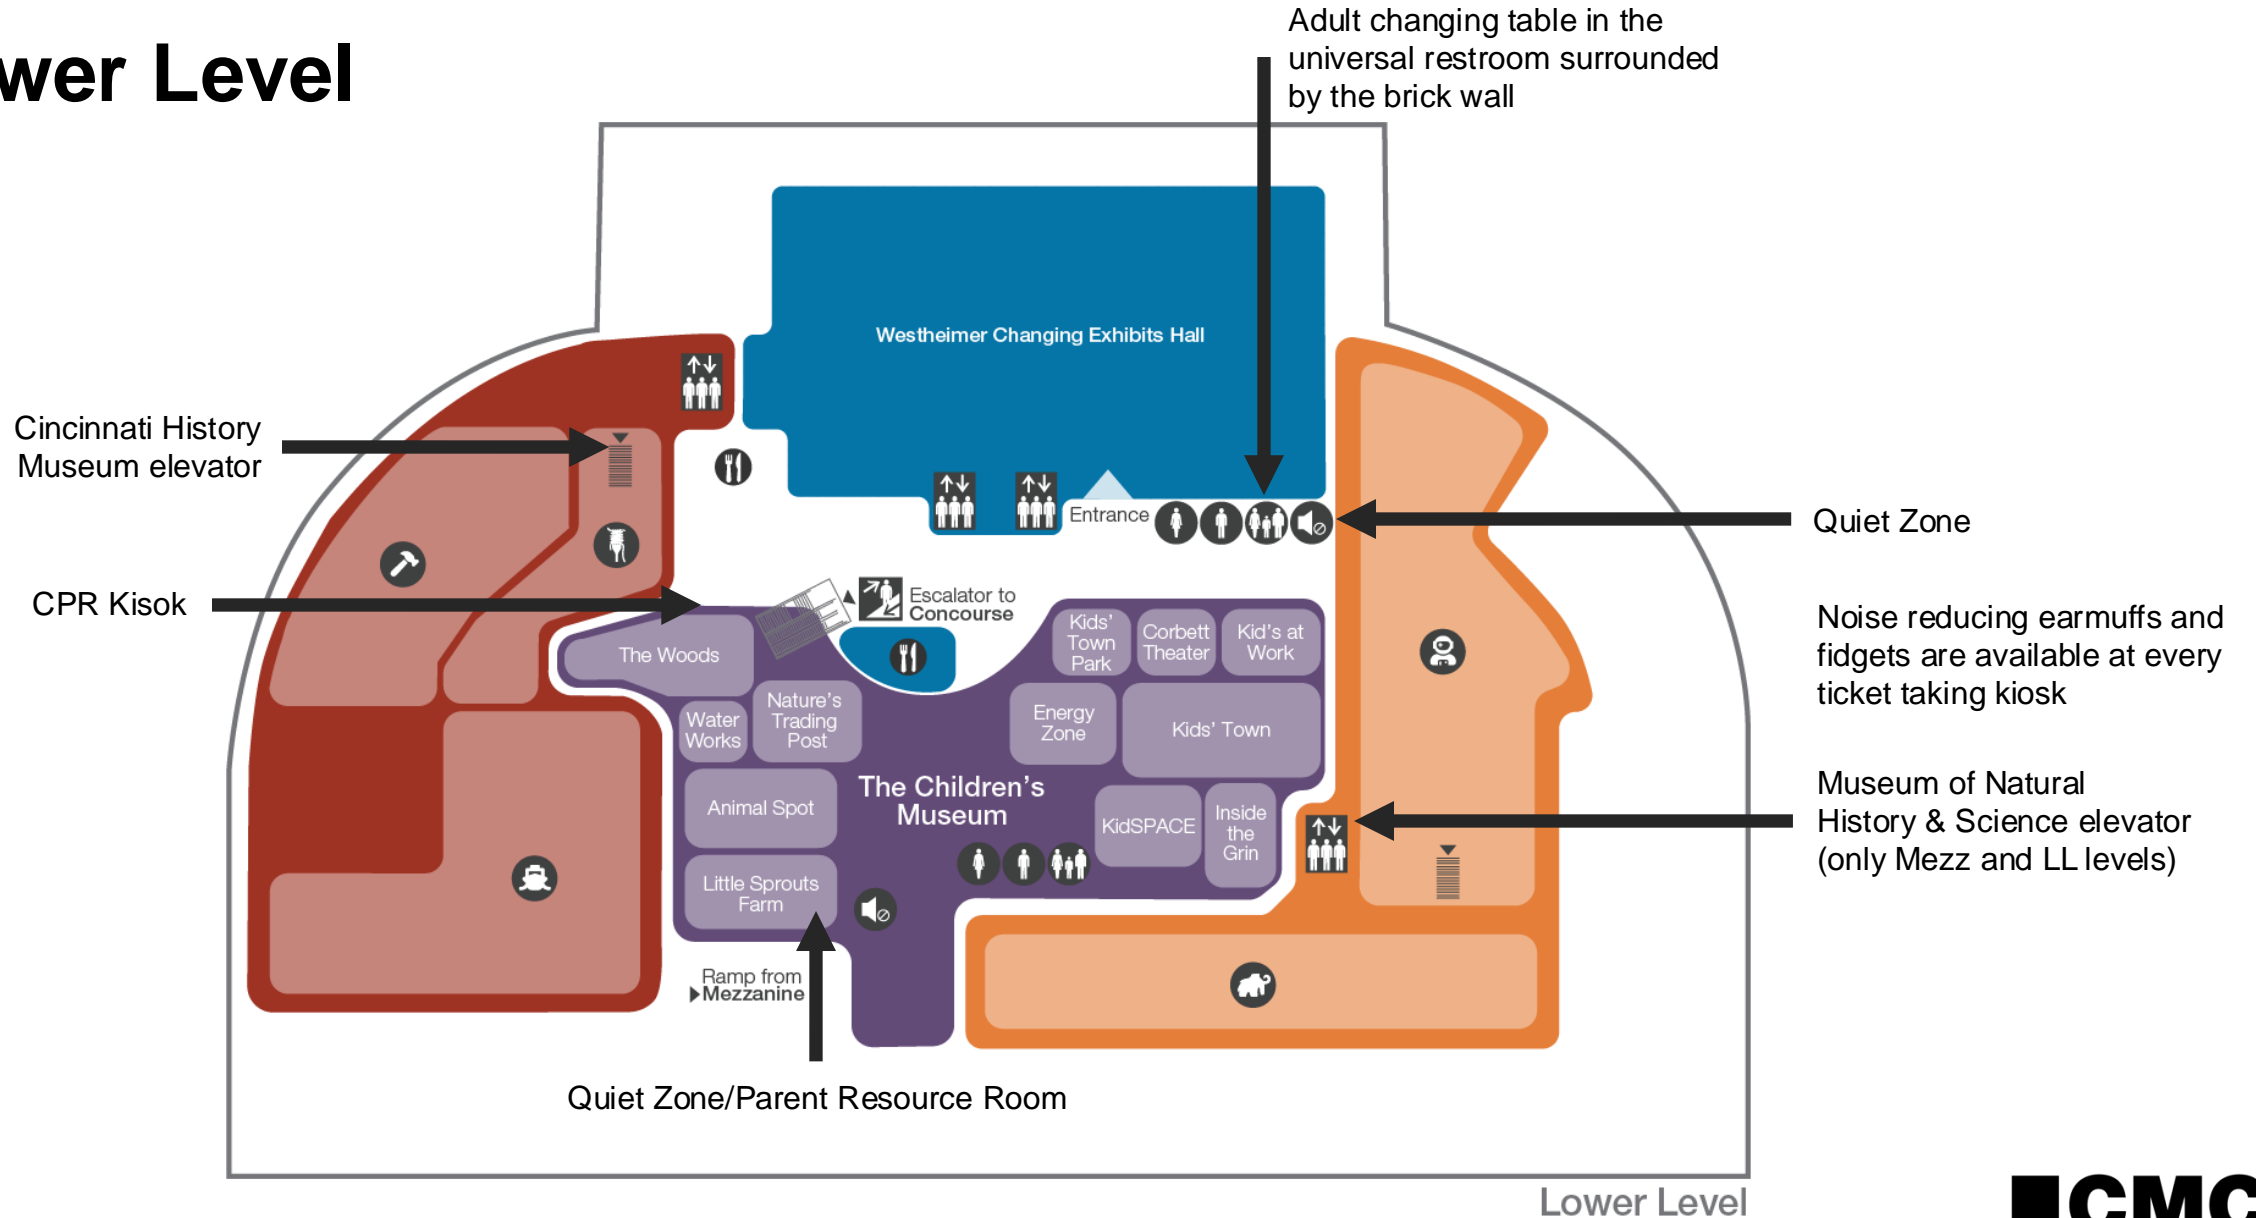 wer Level
Adult changing table in the
universal restroom surrounded
by the brick wall
Westheimer Changing Exhibits Hall
Cincinnati History
Museum elevator
Entrance
Quiet Zone
CPR Kisok
Escalator to
Concourse
The Woods
Kids'
Town
Park
Corbett
Theater
Kid's at
Work
Noise reducing earmuffs and
fidgets are available at every
ticket taking kiosk
Water
Works
Nature's
Trading
Post
Energy
Zone
Kids' Town
The Children's
Museum
Animal Spot
KidSPACE
Inside
the
Grin
Museum of Natural
History & Science elevator
(only Mezz and LL levels)
Little Sprouts
Farm
Ramp from
Mezzanine
Quiet Zone/Parent Resource Room
Lower Level
CMC